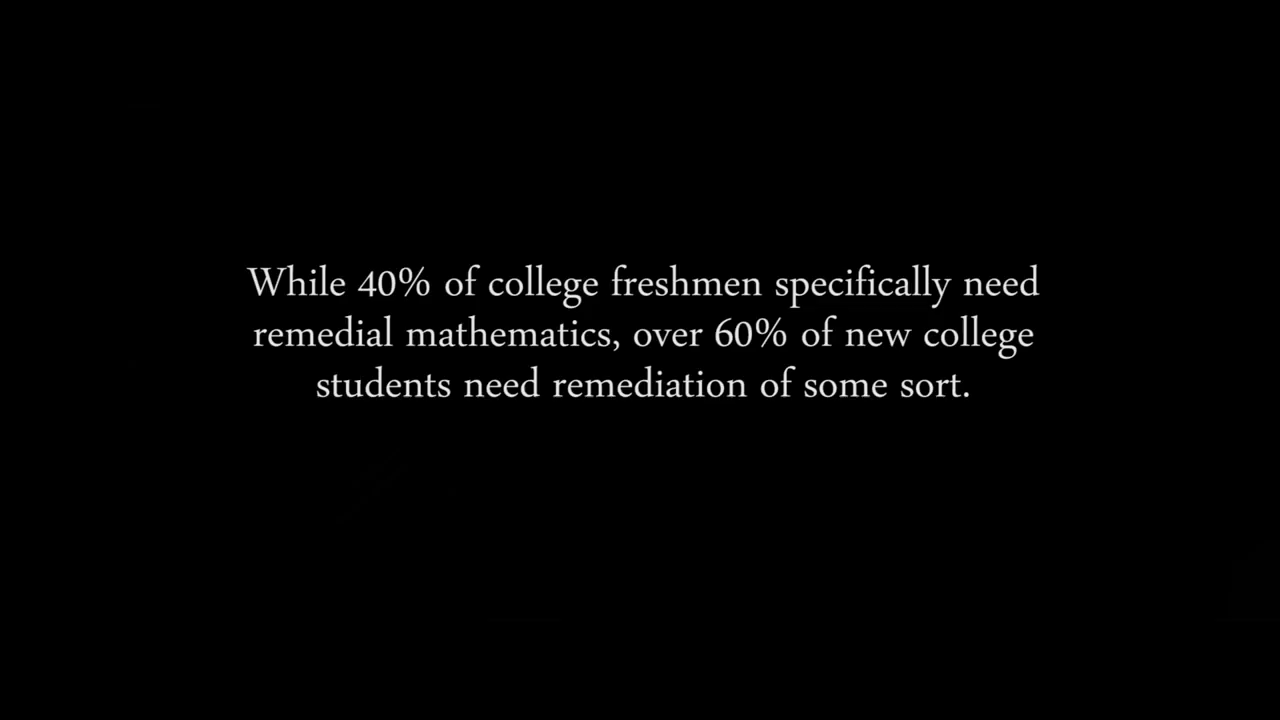 While 40% of college freshmen specifically need
remedial mathematics, over 60% of new college
students need remediation of some sort.